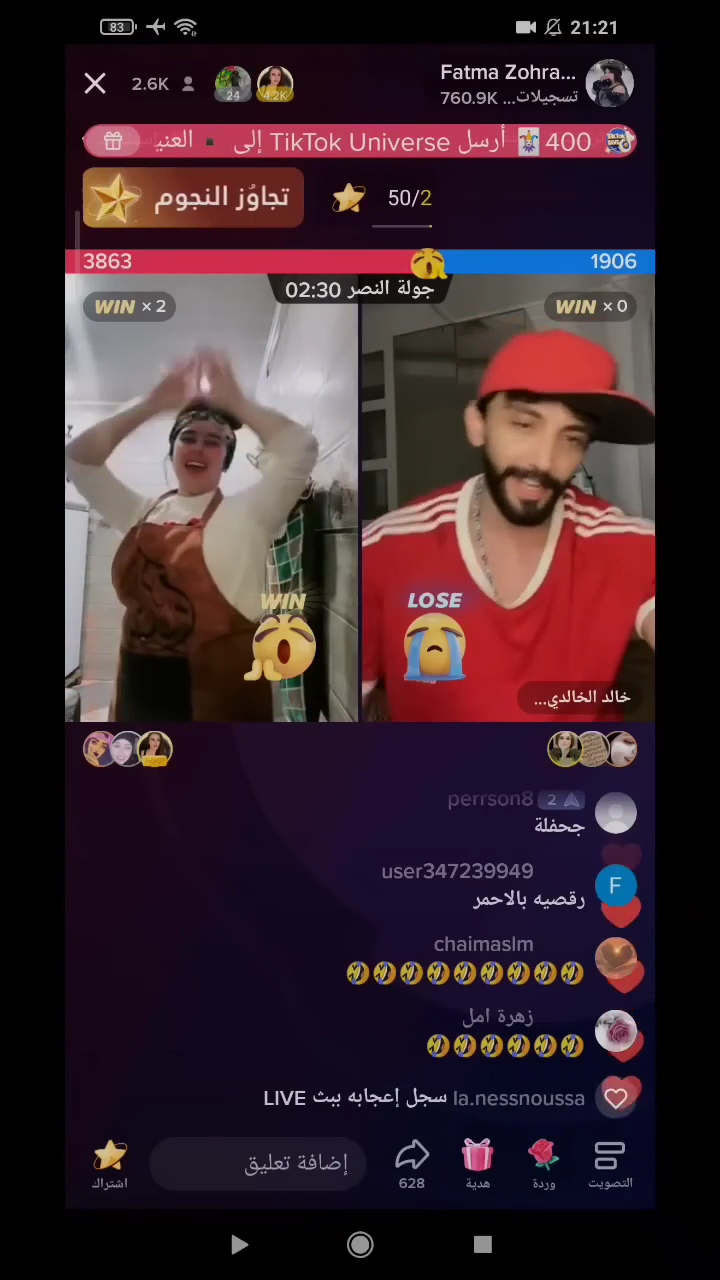 83
21:21
2.6K
24
4.2K
Fatma Zohra...
760.9K تسجيلات...
400 أرسل TikTok Universe إلى • العني
تجاوُز النجوم
50/2
3863
1906
جولة النصر 02:30
WIN × 2
WIN × 0
WIN
LOSE
خالد الخالدي...
perrson8 2
جحفلة
F
user347239949
رقصيه بالاحمر
chaimaslm
زهرة امل
la.nessnoussa سجل إعجابه ببث LIVE
اشتراك
إضافة تعليق
628
هدية
وردة
التصويت